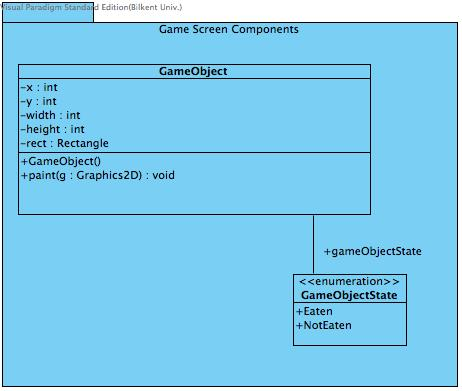 Visual Paradigm Standard Edition(Bilkent Univ.)
Game Screen Components
GameObject
-x : int
-y : int
-width : int
-height : int
-rect : Rectangle
+GameObject()
+paint(g : Graphics2D) : void
+gameObjectState
<<enumeration>>
GameObjectState
+Eaten
+NotEaten